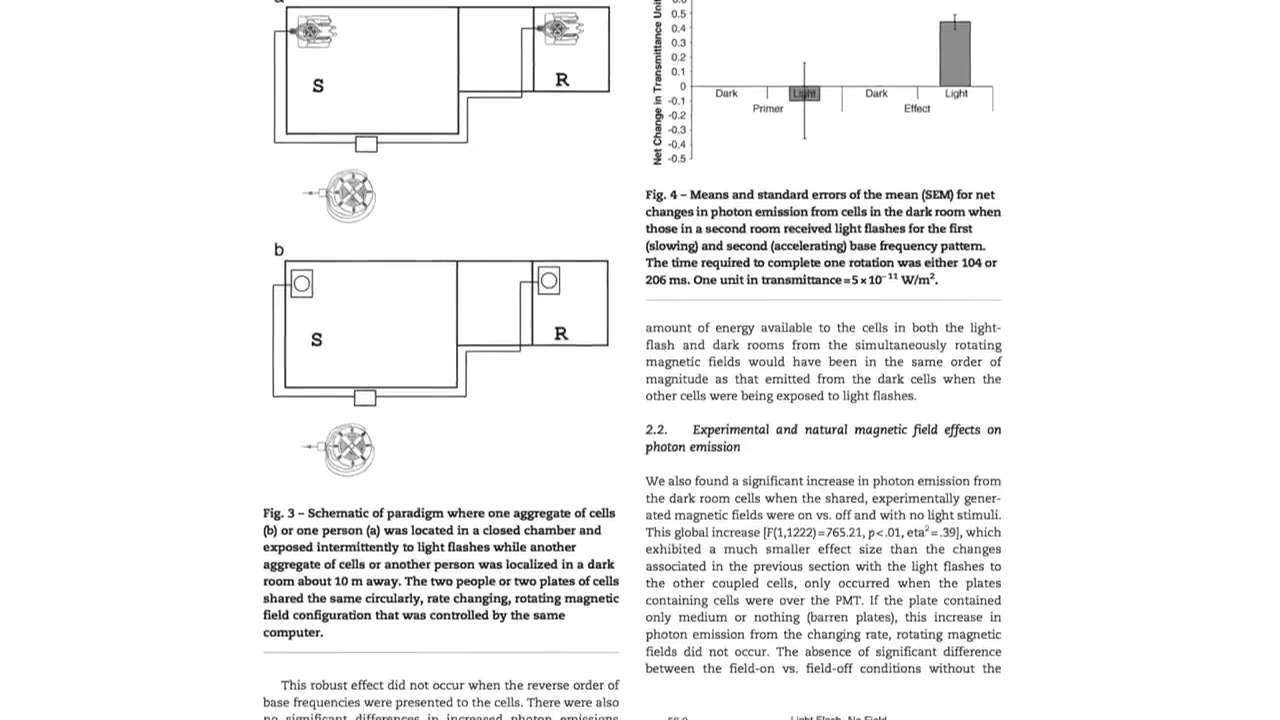 S
R
b
S
R
Fig. 3 – Schematic of paradigm where one aggregate of cells
(b) or one person (a) was located in a closed chamber and
exposed intermittently to light flashes while another
aggregate of cells or another person was localized in a dark
room about 10 m away. The two people or two plates of cells
shared the same circularly, rate changing, rotating magnetic
field configuration that was controlled by the same
computer.
This robust effect did not occur when the reverse order of
base frequencies were presented to the cells. There were also
no significant differences in increased photon emissions
Net Change in Transmittance Unit
0.5
0.4
0.3
0.2
0.1
0
-0.1
-0.2
-0.3
-0.4
-0.5
Dark
Light
Dark
Light
Primer
Effect
Fig. 4 – Means and standard errors of the mean (SEM) for net
changes in photon emission from cells in the dark room when
those in a second room received light flashes for the first
(slowing) and second (accelerating) base frequency pattern.
The time required to complete one rotation was either 104 or
206 ms. One unit in transmittance=5×10⁻¹¹ W/m².
amount of energy available to the cells in both the light-
flash and dark rooms from the simultaneously rotating
magnetic fields would have been in the same order of
magnitude as that emitted from the dark cells when the
other cells were being exposed to light flashes.
2.2. Experimental and natural magnetic field effects on
photon emission
We also found a significant increase in photon emission from
the dark room cells when the shared, experimentally gener-
ated magnetic fields were on vs. off and with no light stimuli.
This global increase [F(1,1222)=765.21, p<.01, eta²=.39], which
exhibited a much smaller effect size than the changes
associated in the previous section with the light flashes to
the other coupled cells, only occurred when the plates
containing cells were over the PMT. If the plate contained
only medium or nothing (barren plates), this increase in
photon emission from the changing rate, rotating magnetic
fields did not occur. The absence of significant difference
between the field-on vs. field-off conditions without the
Light Flash, No Field